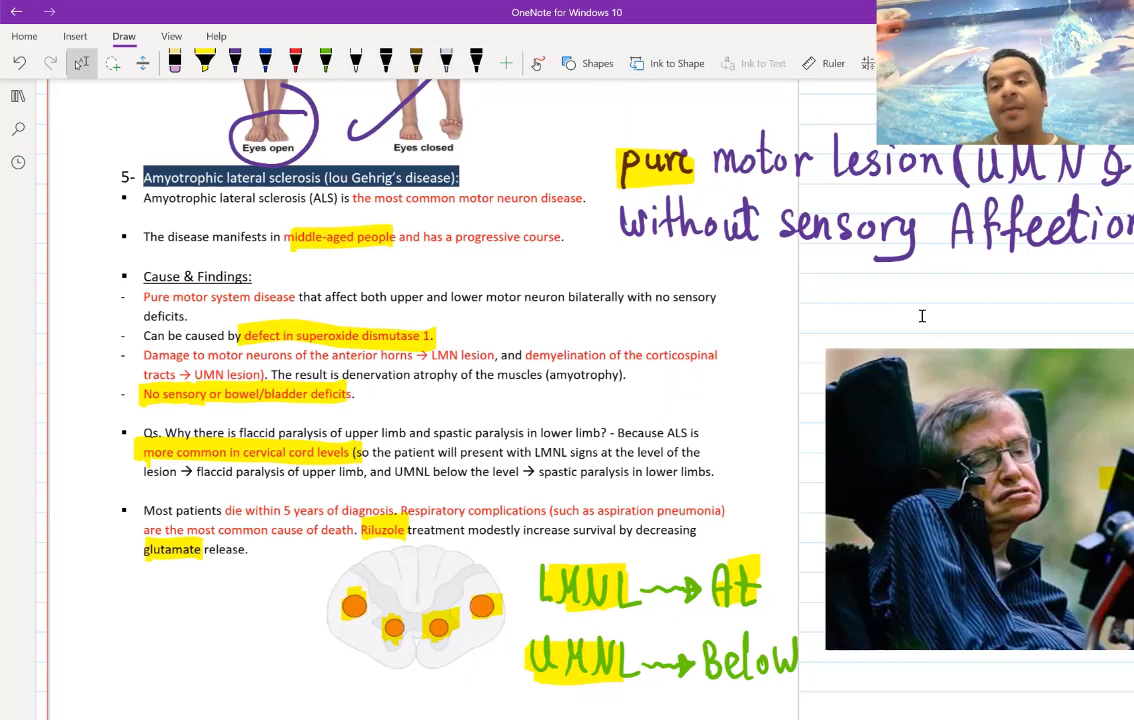 OneNote for Windows 10
Home Insert Draw View Help
Shapes Ink to Shape Ink to Text Ruler
Eyes open Eyes closed
5- Amyotrophic lateral sclerosis (lou Gehrig's disease):
Amyotrophic lateral sclerosis (ALS) is the most common motor neuron disease.
The disease manifests in middle-aged people and has a progressive course.
Cause & Findings:
- Pure motor system disease that affect both upper and lower motor neuron bilaterally with no sensory
deficits.
- Can be caused by defect in superoxide dismutase 1.
- Damage to motor neurons of the anterior horns → LMN lesion, and demyelination of the corticospinal
tracts → UMN lesion). The result is denervation atrophy of the muscles (amyotrophy).
- No sensory or bowel/bladder deficits.
Qs. Why there is flaccid paralysis of upper limb and spastic paralysis in lower limb? - Because ALS is
more common in cervical cord levels (so the patient will present with LMNL signs at the level of the
lesion → flaccid paralysis of upper limb, and UMNL below the level → spastic paralysis in lower limbs.
Most patients die within 5 years of diagnosis. Respiratory complications (such as aspiration pneumonia)
are the most common cause of death. Riluzole treatment modestly increase survival by decreasing
glutamate release.
pure motor lesion (UMN &
without sensory Affection
LMNL → At
UMNL → Below